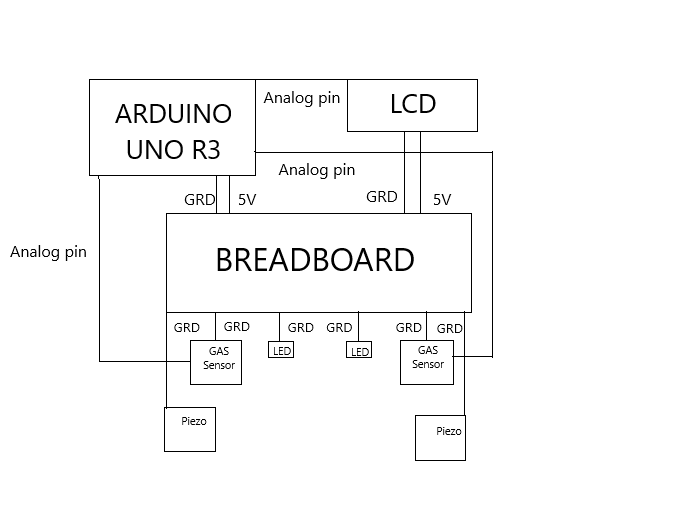 Analog pin
ARDUINO
UNO R3
LCD
Analog pin
GRD
5V
GRD
5V
Analog pin
BREADBOARD
GRD
GRD
GRD
GRD
GRD
GRD
GAS
Sensor
LED
LED
GAS
Sensor
Piezo
Piezo